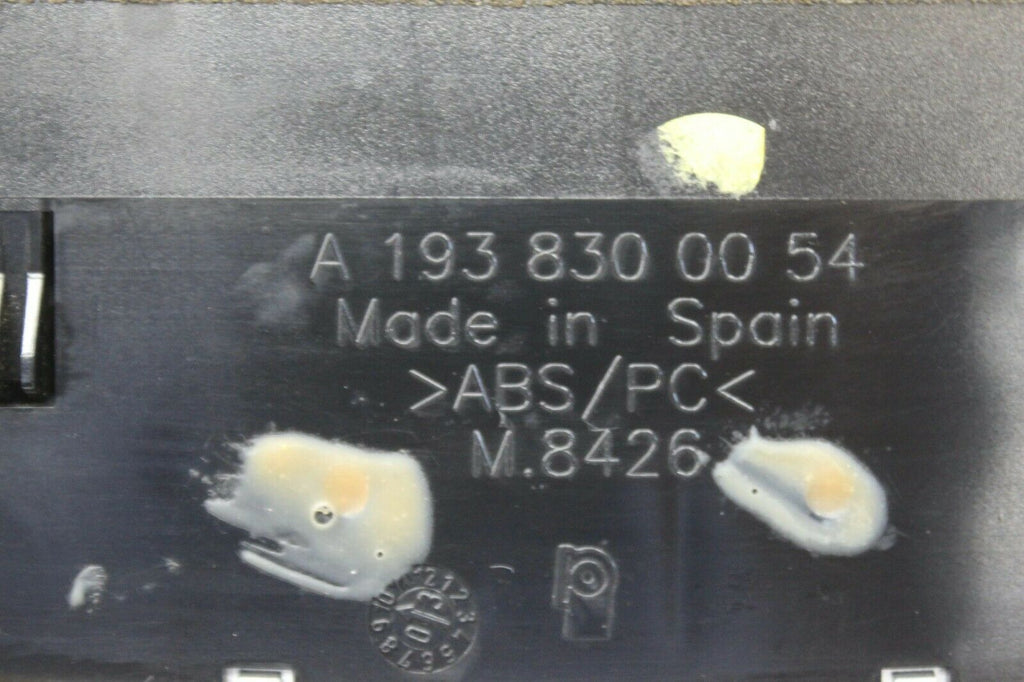 A 193 830 00 54
Made in Spain
>ABS/PC<
M.8426